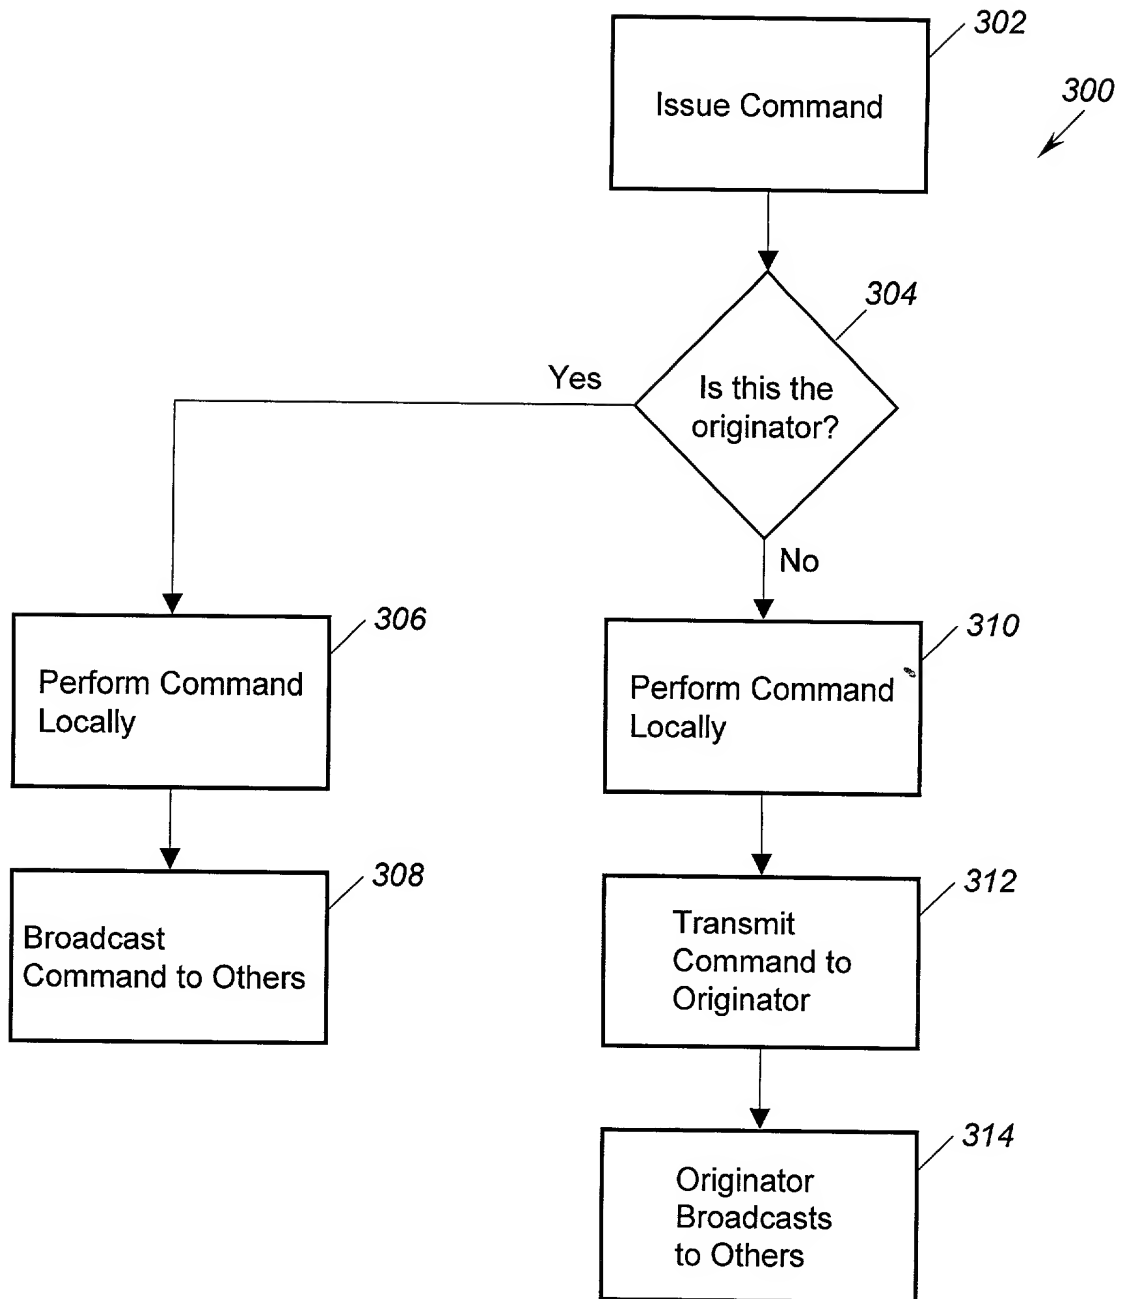 302
Issue Command
300
304
Is this the
originator?
Yes
No
306
Perform Command
Locally
310
Perform Command
Locally
308
Broadcast
Command to Others
312
Transmit
Command to
Originator
314
Originator
Broadcasts
to Others